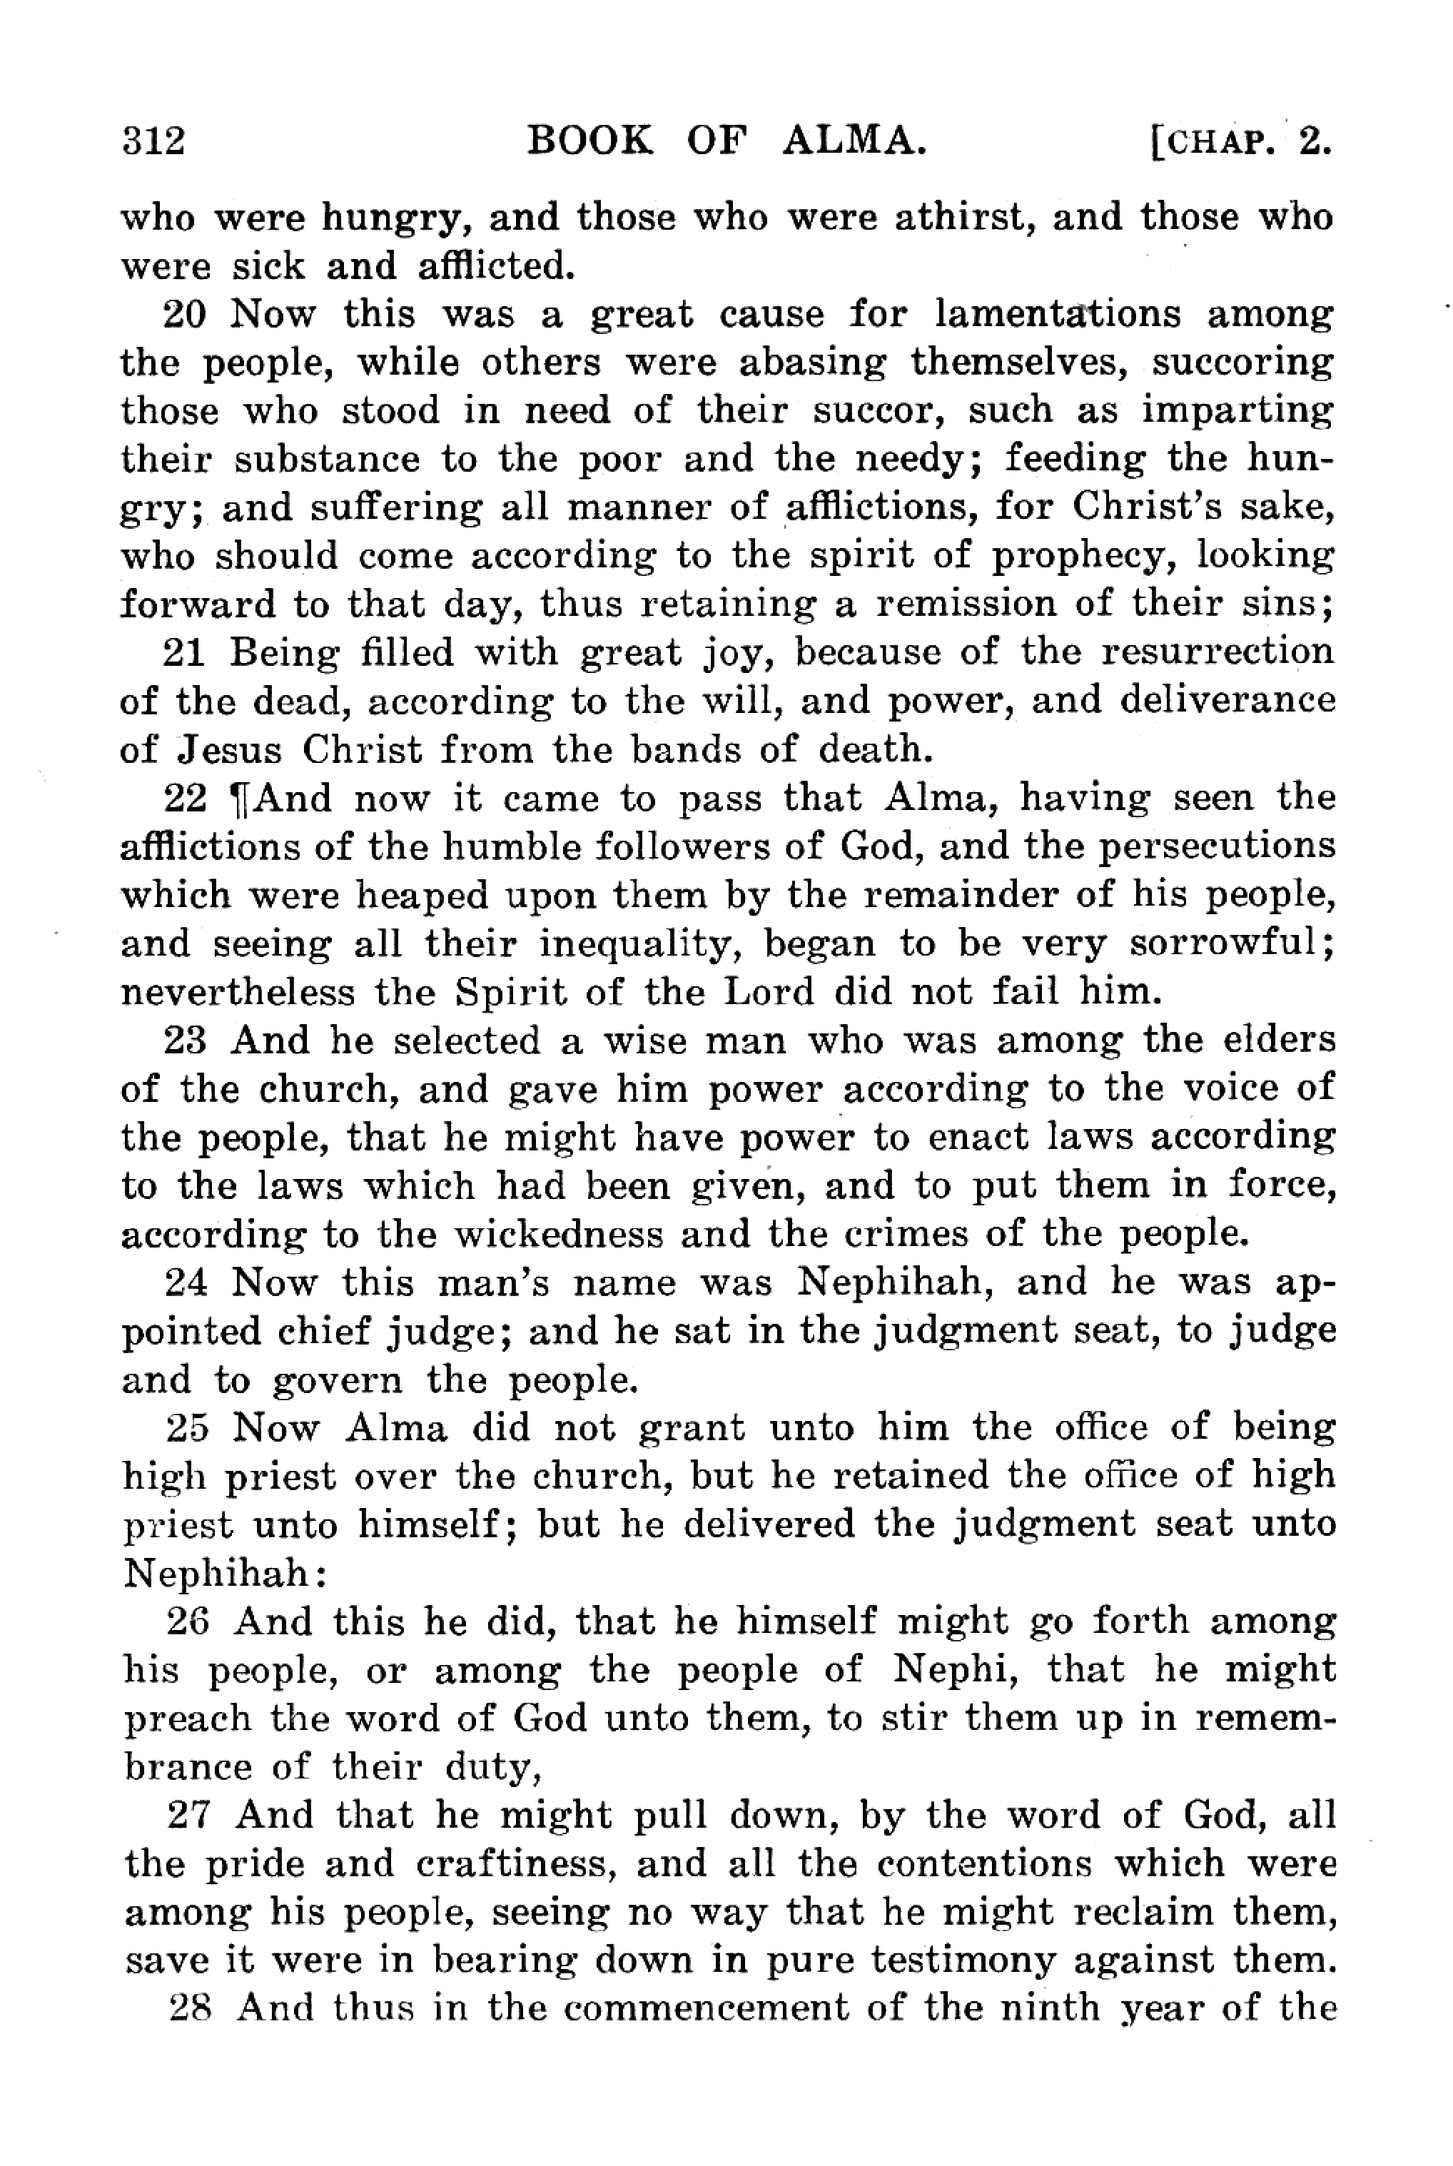 312 BOOK OF ALMA. [CHAP. 2.
who were hungry, and those who were athirst, and those who
were sick and afflicted.
20 Now this was a great cause for lamentations among
the people, while others were abasing themselves, succoring
those who stood in need of their succor, such as imparting
their substance to the poor and the needy; feeding the hun-
gry; and suffering all manner of afflictions, for Christ's sake,
who should come according to the spirit of prophecy, looking
forward to that day, thus retaining a remission of their sins;
21 Being filled with great joy, because of the resurrection
of the dead, according to the will, and power, and deliverance
of Jesus Christ from the bands of death.
22 ¶And now it came to pass that Alma, having seen the
afflictions of the humble followers of God, and the persecutions
which were heaped upon them by the remainder of his people,
and seeing all their inequality, began to be very sorrowful;
nevertheless the Spirit of the Lord did not fail him.
23 And he selected a wise man who was among the elders
of the church, and gave him power according to the voice of
the people, that he might have power to enact laws according
to the laws which had been given, and to put them in force,
according to the wickedness and the crimes of the people.
24 Now this man's name was Nephihah, and he was ap-
pointed chief judge; and he sat in the judgment seat, to judge
and to govern the people.
25 Now Alma did not grant unto him the office of being
high priest over the church, but he retained the office of high
priest unto himself; but he delivered the judgment seat unto
Nephihah:
26 And this he did, that he himself might go forth among
his people, or among the people of Nephi, that he might
preach the word of God unto them, to stir them up in remem-
brance of their duty,
27 And that he might pull down, by the word of God, all
the pride and craftiness, and all the contentions which were
among his people, seeing no way that he might reclaim them,
save it were in bearing down in pure testimony against them.
28 And thus in the commencement of the ninth year of the